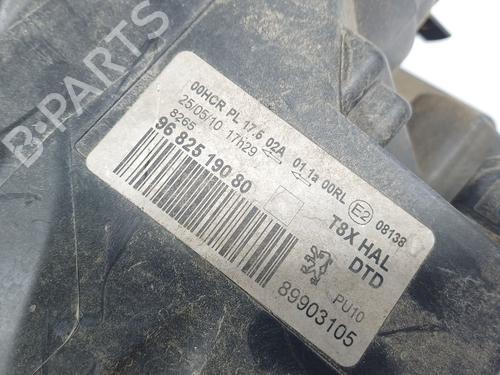 B-PARTS
00HCR PL 17.6 02A 01.1a 00RL E2 08138
25/05/10 17h29
8265
96 825 190 80
T8X HAL
DTD
PU10
89903105